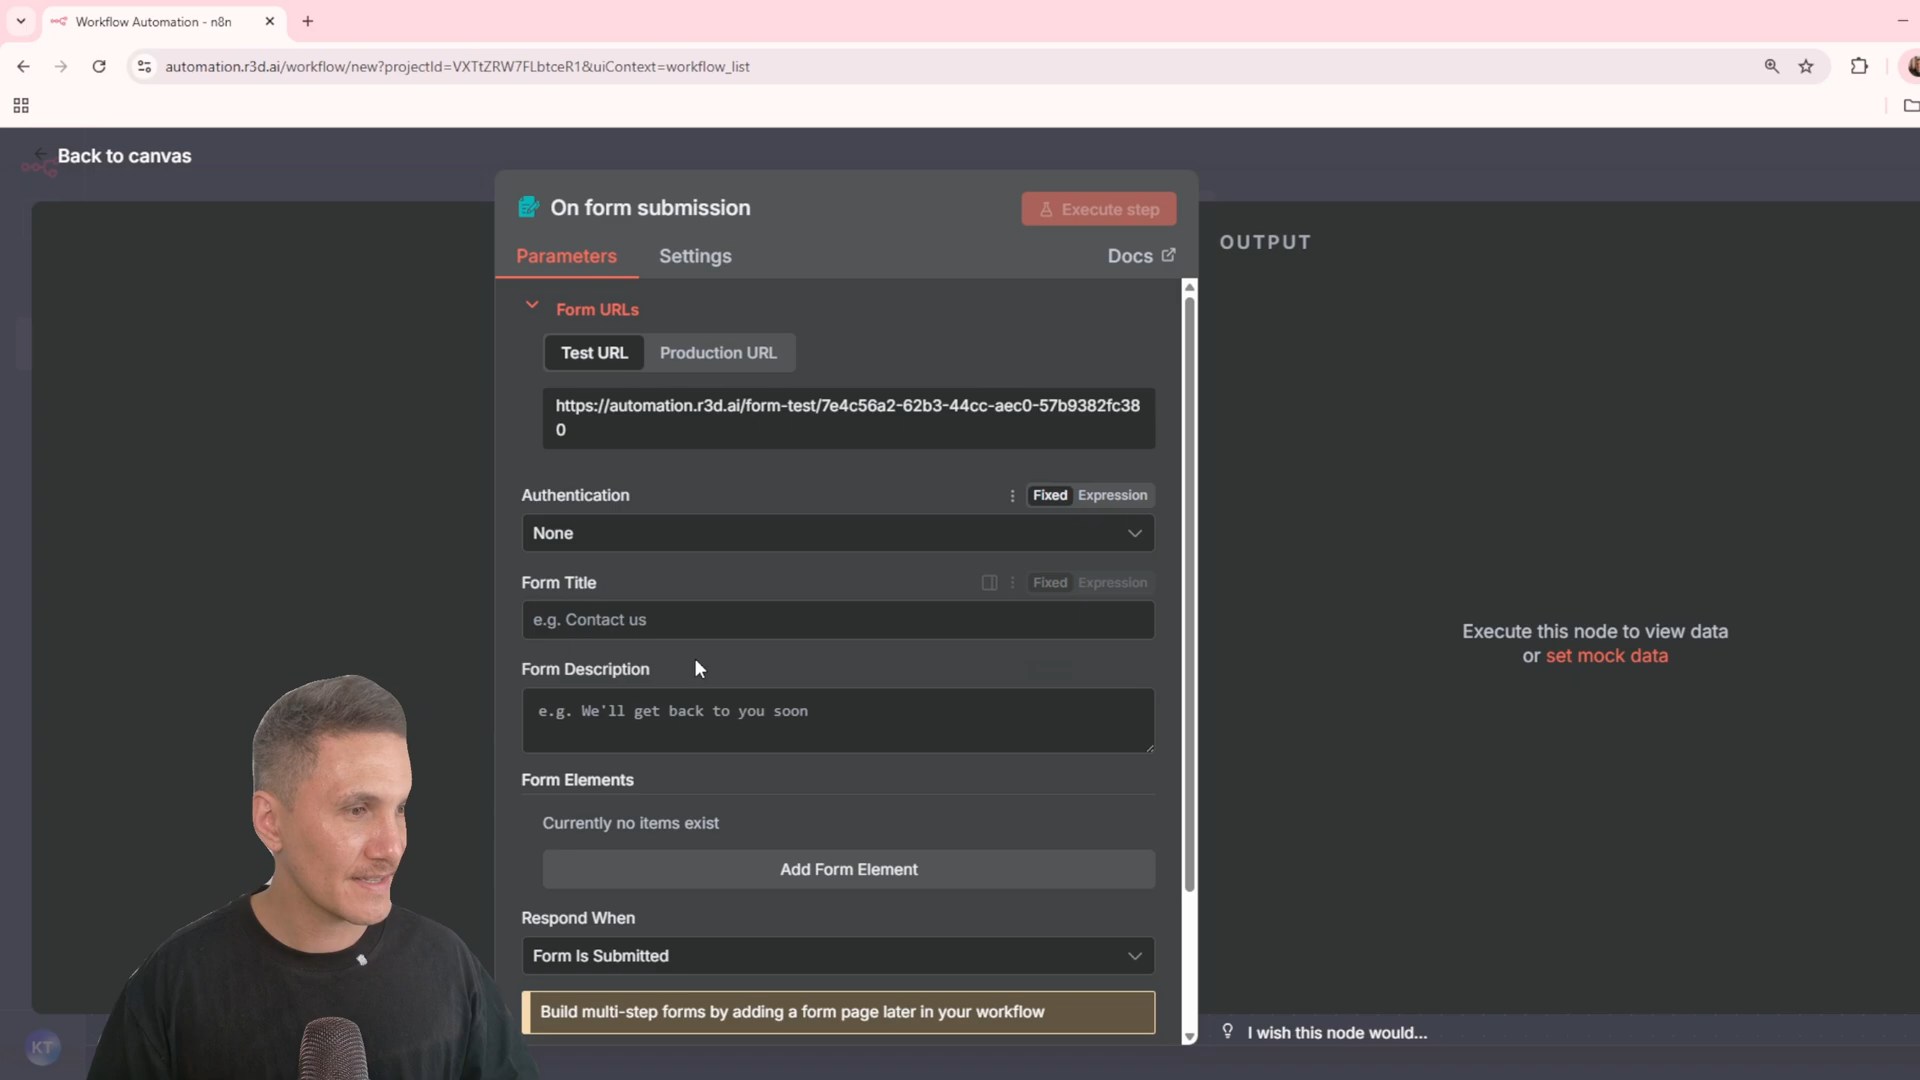 Workflow Automation - n8n
automation.r3d.ai/workflow/new?projectId=VXTtZRW7FLbtceR1&uiContext=workflow_list
Back to canvas
On form submission
Execute step
Parameters
Settings
Docs
Form URLs
Test URL
Production URL
https://automation.r3d.ai/form-test/7e4c56a2-62b3-44cc-aec0-57b9382fc38
0
Authentication
Fixed
Expression
None
Form Title
Fixed
Expression
e.g. Contact us
Form Description
e.g. We'll get back to you soon
Form Elements
Currently no items exist
Add Form Element
Respond When
Form Is Submitted
Build multi-step forms by adding a form page later in your workflow
OUTPUT
Execute this node to view data
or set mock data
I wish this node would...
KT